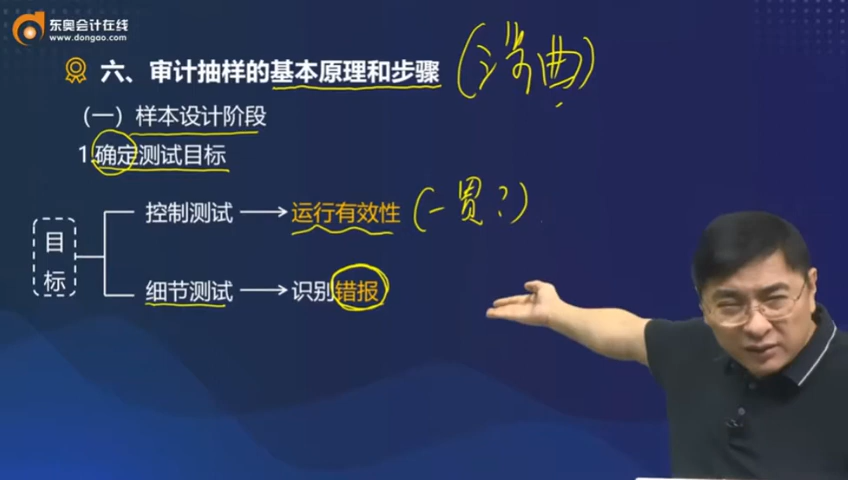 东奥会计在线
www.dongao.com
六、审计抽样的基本原理和步骤
(一) 样本设计阶段
1.确定测试目标
控制测试 运行有效性 (一贯?)
目标
细节测试 识别错报